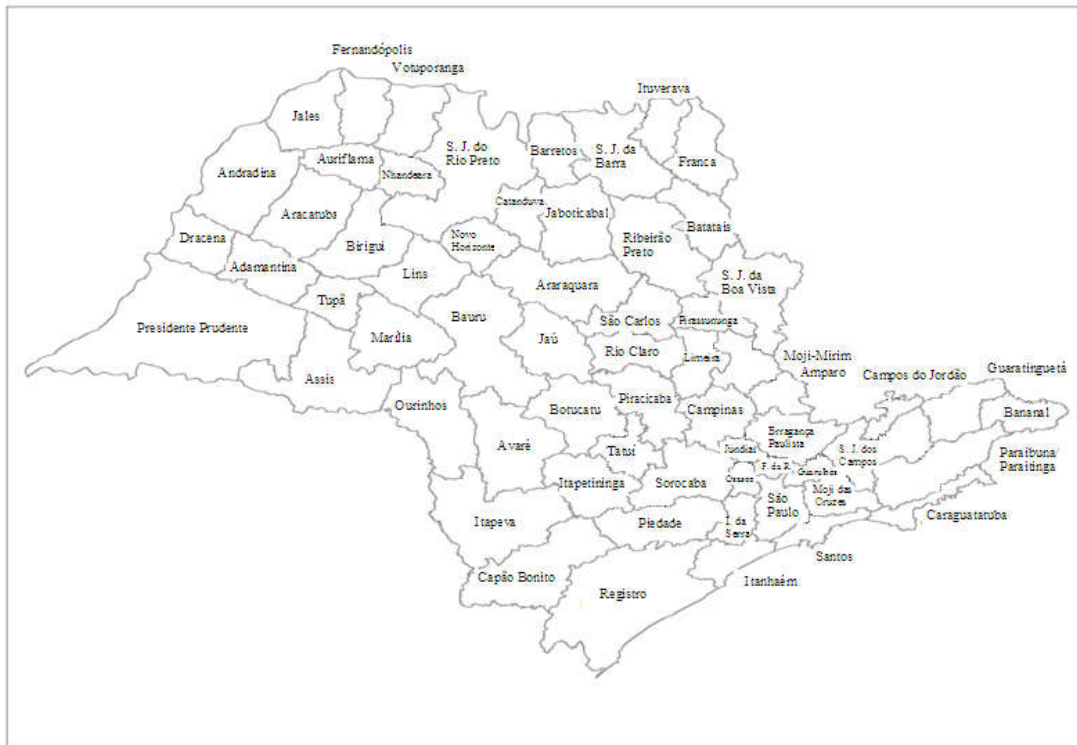 Fernandópolis
Votuporanga
Ituverava
Jales
S. J. do
Rio Preto
Barretos
S. J. da
Barra
Franca
Auriflama
Andradina
Nhandeara
Catanduva
Jaboticabal
Aracatuba
Batatais
Dracena
Birigui
Novo
Horizonte
Ribeirão
Preto
Adamantina
Lins
S. J. da
Boa Vista
Araraquara
Tupã
Bauru
São Carlos
Pirassununga
Presidente Prudente
Marília
Jaú
Rio Claro
Limeira
Moji-Mirim
Amparo
Campos do Jordão
Guaratinguetá
Assis
Ourinhos
Botucatu
Piracicaba
Campinas
Bananal
Avaré
Tatuí
Bragança
Paulista
Jundiaí
S. J. dos
Campos
Paraibuna/
Paraitinga
F. da R.
Guarulhos
Itapetininga
Sorocaba
Osasco
Moji das
Cruzes
São
Paulo
Itapeva
Piedade
I. da
Serra
Caraguatatuba
Santos
Capão Bonito
Itanhaém
Registro